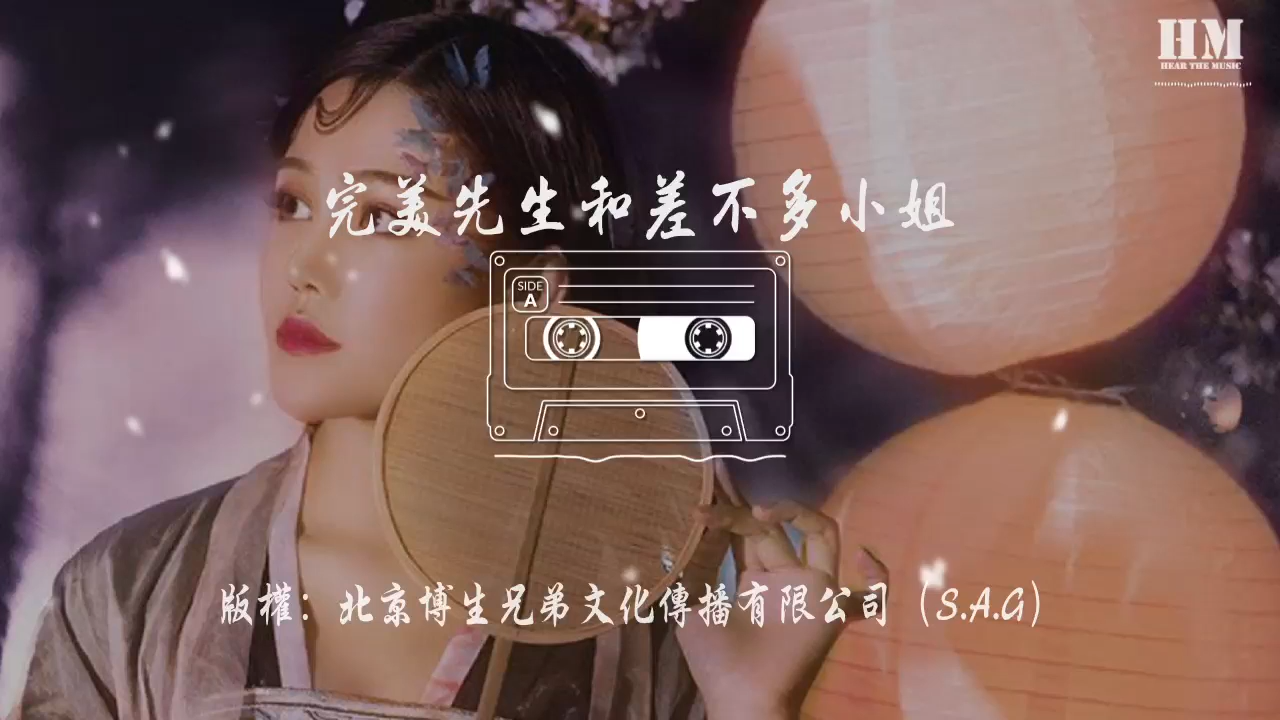 HM
HEAR THE MUSIC
完美先生和差不多小姐
SIDE
A
版權：北京博生兄弟文化傳播有限公司（S.A.G）